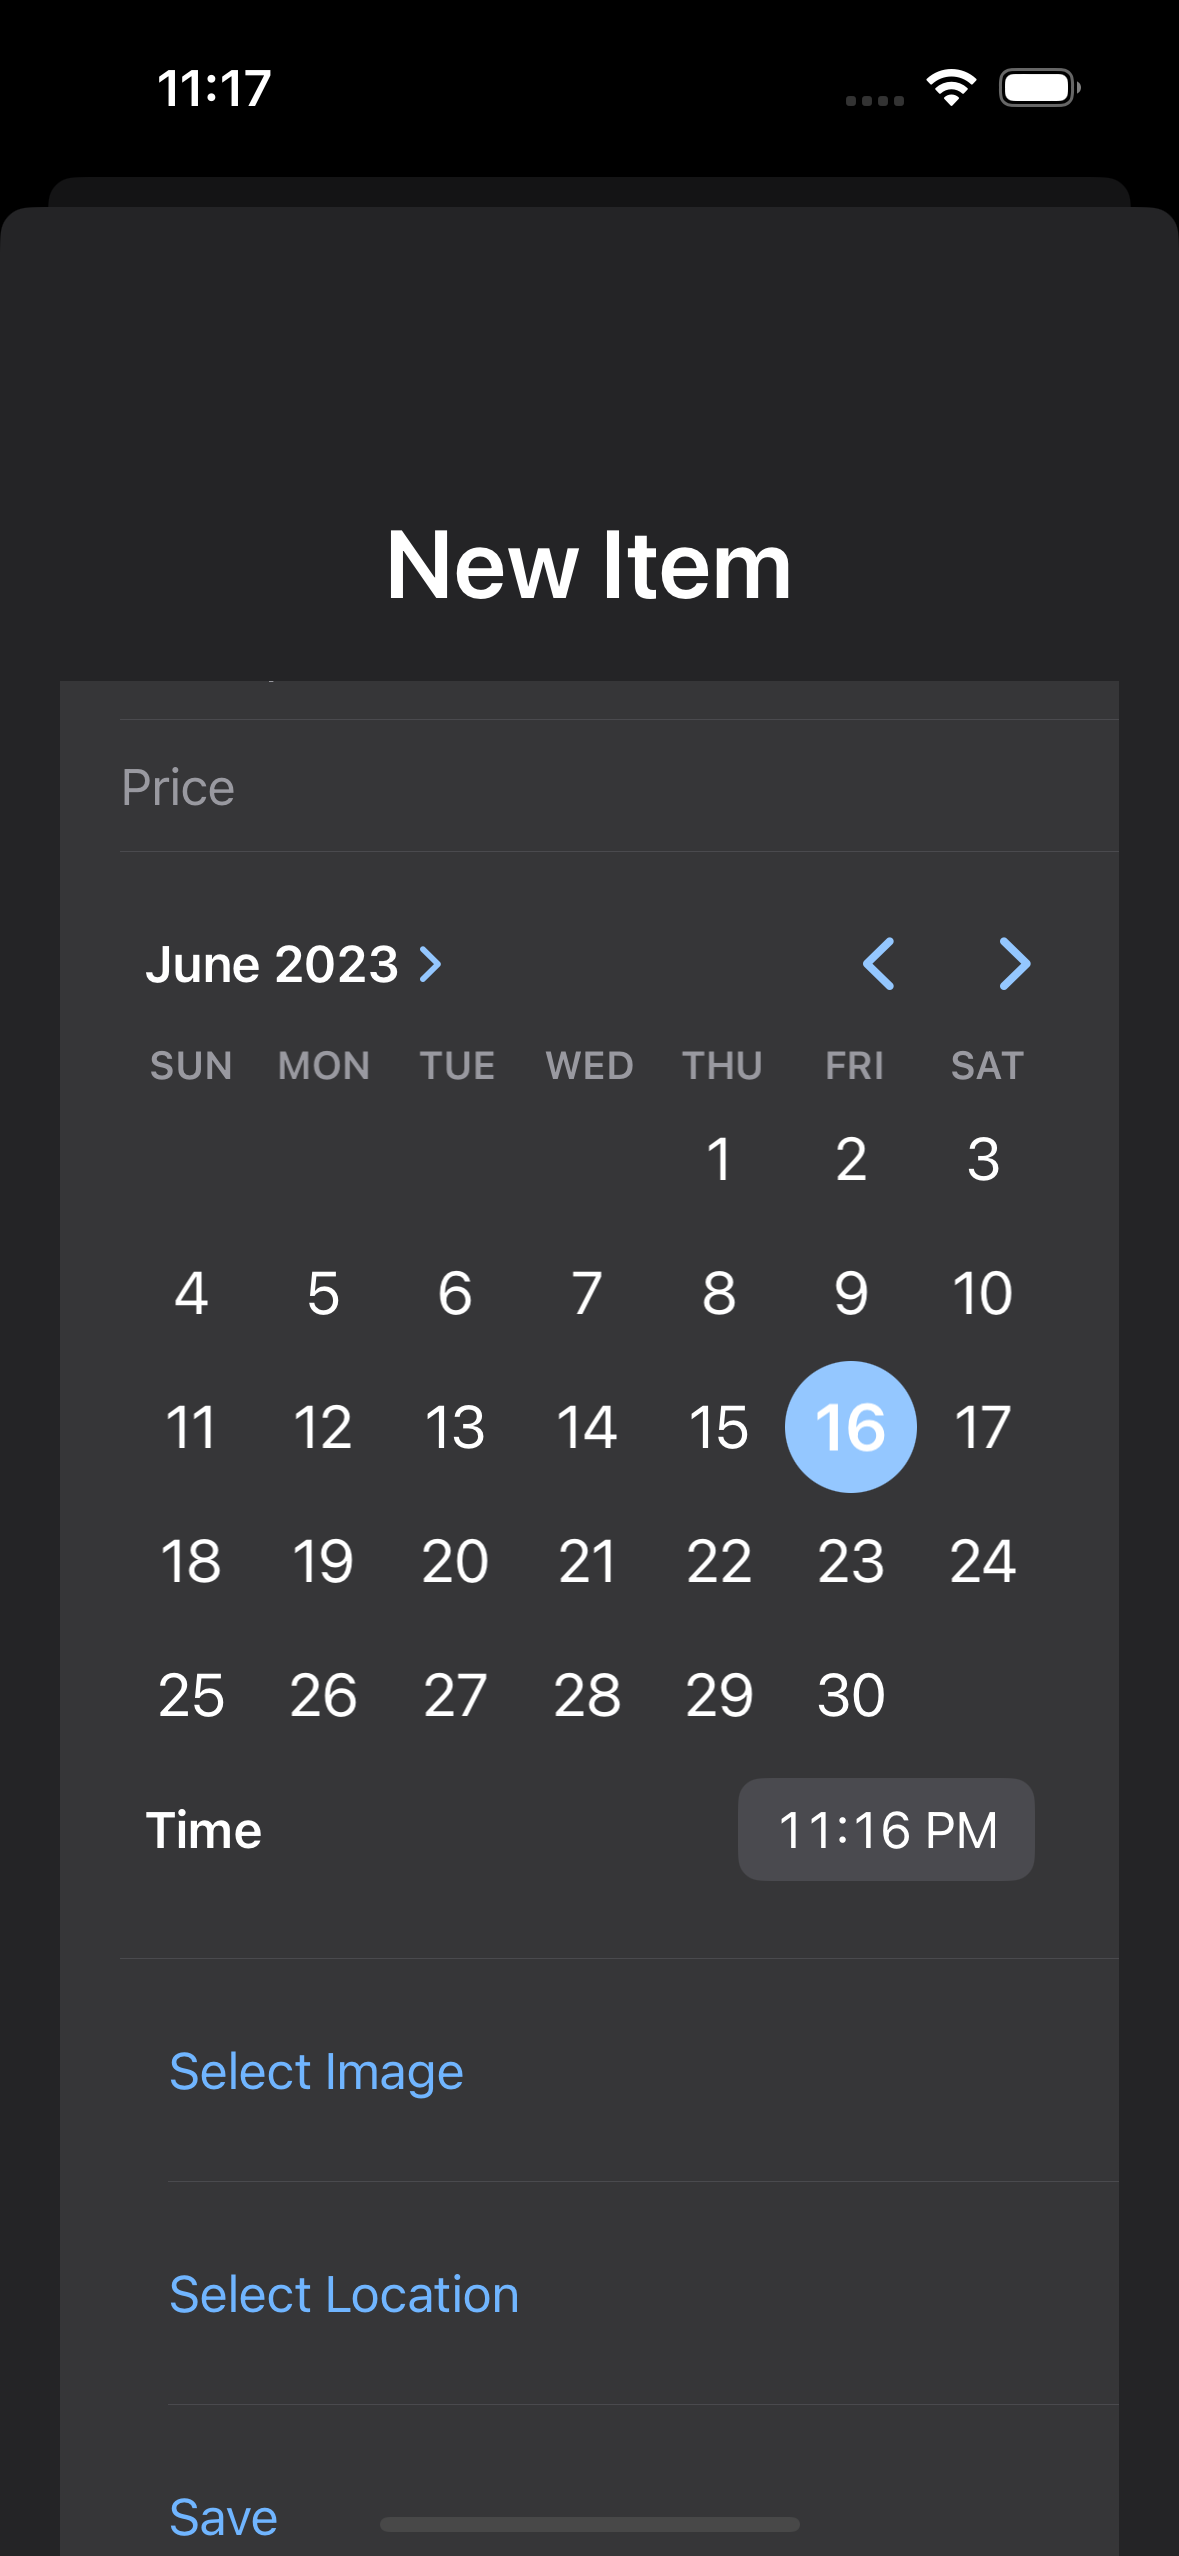 11:17
New Item
Price
June 2023
SUN MON TUE WED THU FRI SAT
1 2 3
4 5 6 7 8 9 10
11 12 13 14 15 16 17
18 19 20 21 22 23 24
25 26 27 28 29 30
Time 11:16 PM
Select Image
Select Location
Save